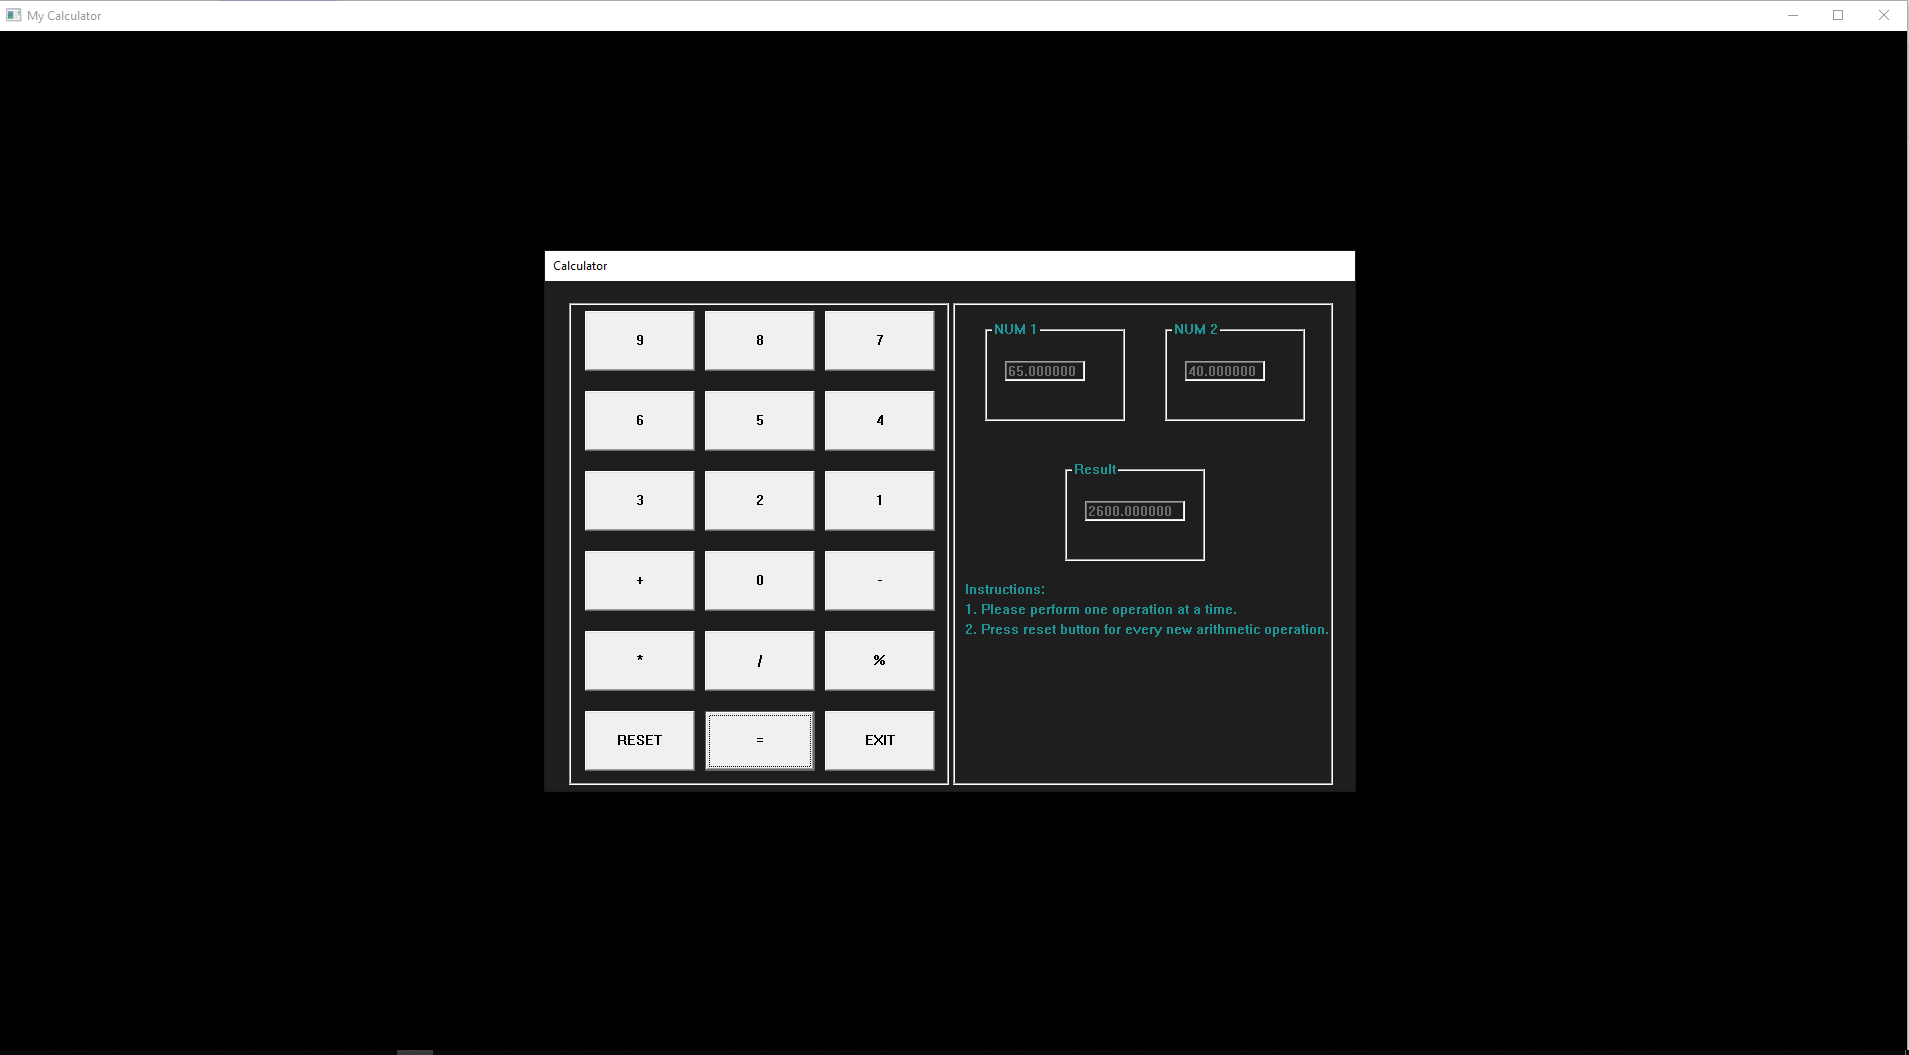 My Calculator
Calculator
9 8 7
6 5 4
3 2 1
+ 0 -
* / %
RESET = EXIT
NUM 1 NUM 2
65.000000 40.000000
Result
2600.000000
Instructions:
1. Please perform one operation at a time.
2. Press reset button for every new arithmetic operation.